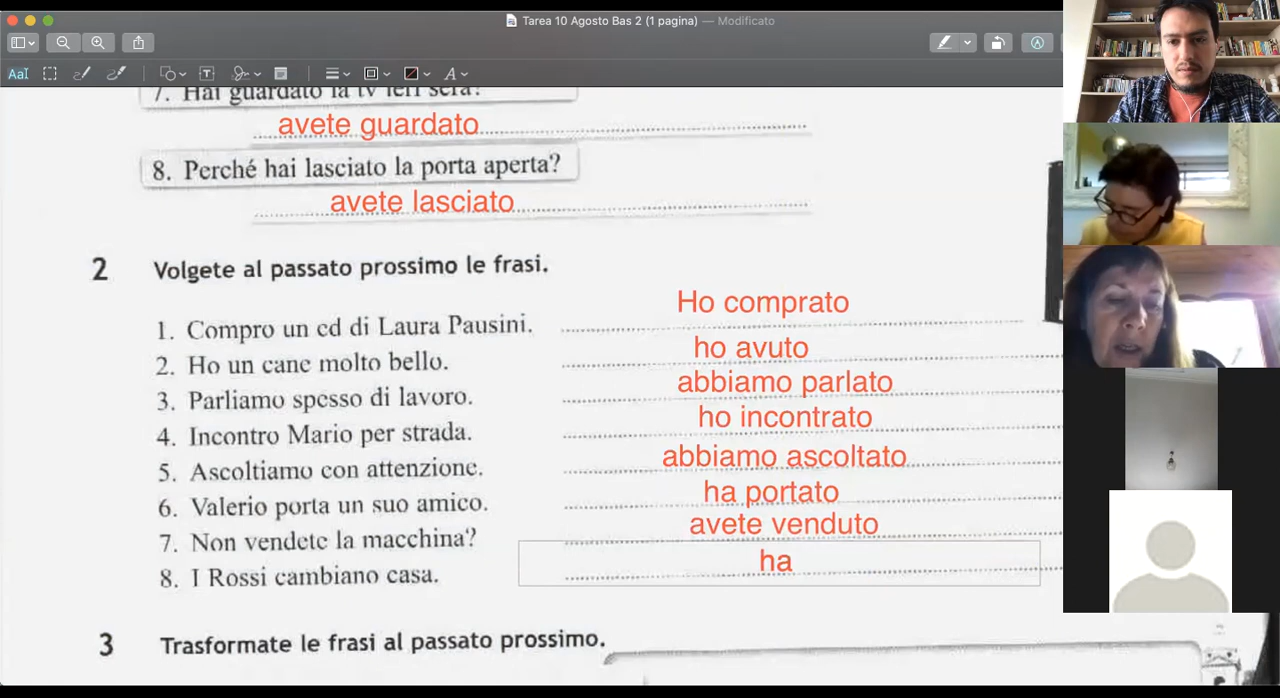 Tarea 10 Agosto Bas 2 (1 pagina) — Modificato
7. Hai guardato la tv ieri sera?
avete guardato
8. Perché hai lasciato la porta aperta?
avete lasciato
2 Volgete al passato prossimo le frasi.
1. Compro un cd di Laura Pausini. Ho comprato
2. Ho un cane molto bello. ho avuto
3. Parliamo spesso di lavoro. abbiamo parlato
4. Incontro Mario per strada. ho incontrato
5. Ascoltiamo con attenzione. abbiamo ascoltato
6. Valerio porta un suo amico. ha portato
7. Non vendete la macchina? avete venduto
8. I Rossi cambiano casa. ha
3 Trasformate le frasi al passato prossimo.